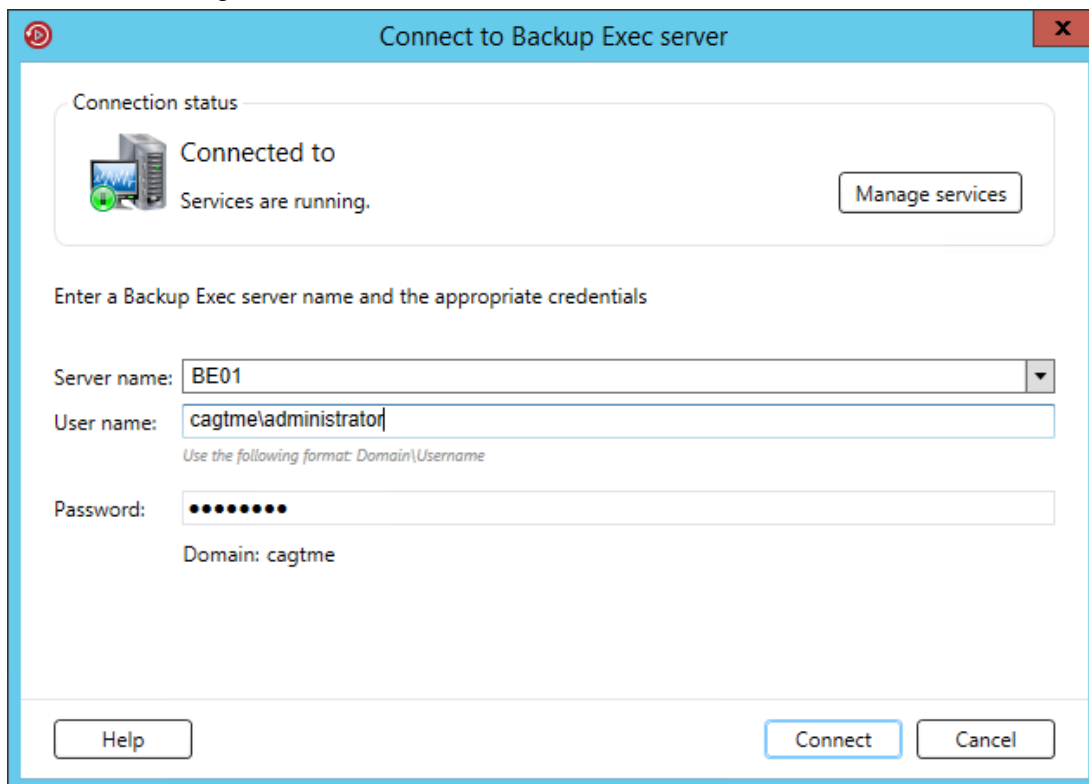 Connect to Backup Exec server
x
Connection status
Connected to
Services are running.
Manage services
Enter a Backup Exec server name and the appropriate credentials
Server name: BE01
User name: cagtme\administrator
Use the following format: Domain\Username
Password: ••••••••
Domain: cagtme
Help Connect Cancel